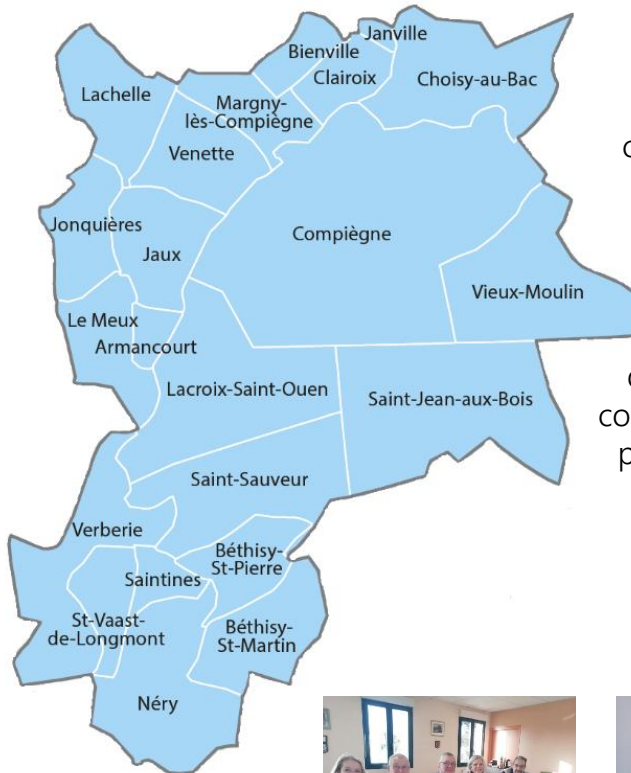 Janville
Bienville
Clairoix
Choisy-au-Bac
Lachelle
Margny-
lès-Compiègne
Venette
Jonquières
Compiègne
Jaux
Vieux-Moulin
Le Meux
Armancourt
Lacroix-Saint-Ouen
Saint-Jean-aux-Bois
Saint-Sauveur
Verberie
Béthisy-
St-Pierre
Saintines
St-Vaast-
de-Longmont
Béthisy-
St-Martin
Néry